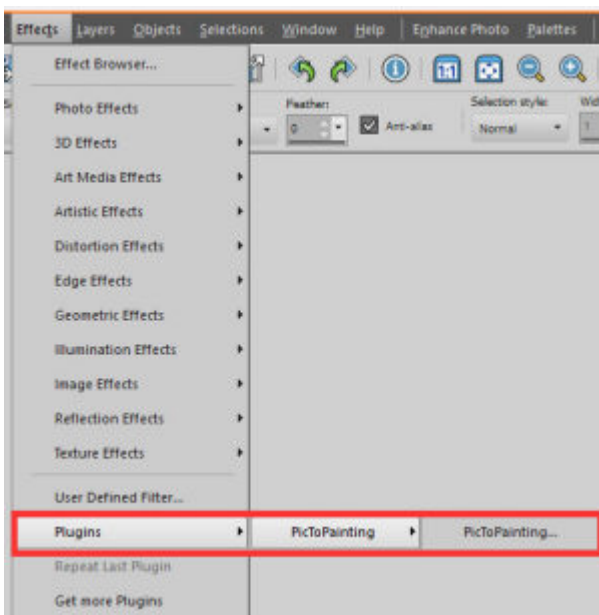 Effects Layers Objects Selections Window Help Enhance Photo Palettes
Effect Browser...
Feather: Selection style:
0 Anti-alias Normal 1
Photo Effects
3D Effects
Art Media Effects
Artistic Effects
Distortion Effects
Edge Effects
Geometric Effects
Illumination Effects
Image Effects
Reflection Effects
Texture Effects
User Defined Filter...
Plugins PicToPainting PicToPainting...
Repeat Last Plugin
Get more Plugins